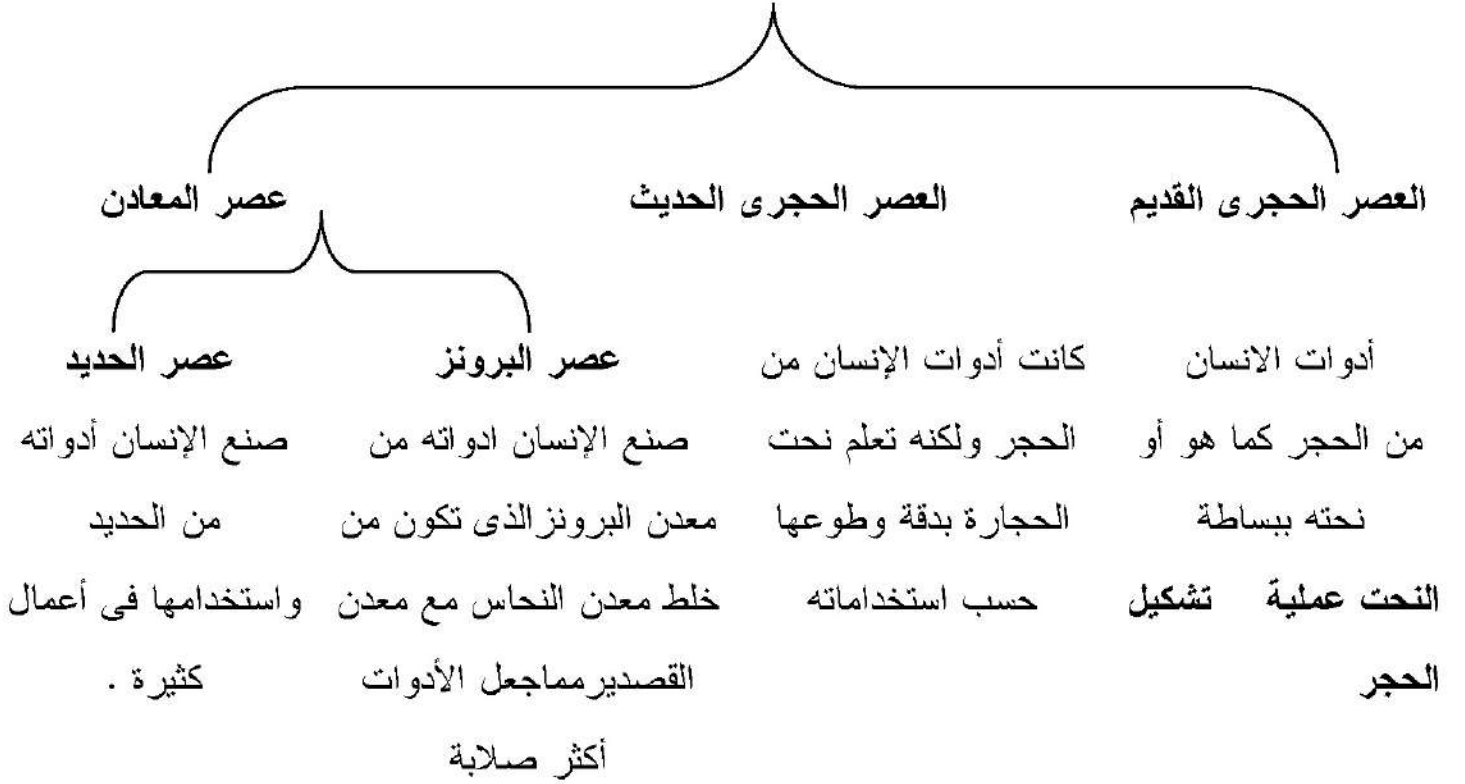 العصر الحجرى القديم
العصر الحجرى الحديث
عصر المعادن
أدوات الانسان
من الحجر كما هو أو
نحته ببساطة
النحت عملية تشكيل
الحجر
كانت أدوات الإنسان من
الحجر ولكنه تعلم نحت
الحجارة بدقة وطوعها
حسب استخداماته
عصر البرونز
صنع الإنسان ادواته من
معدن البرونزالذى تكون من
خلط معدن النحاس مع معدن
القصديرمماجعل الأدوات
أكثر صلابة
عصر الحديد
صنع الإنسان أدواته
من الحديد
واستخدامها فى أعمال
كثيرة .